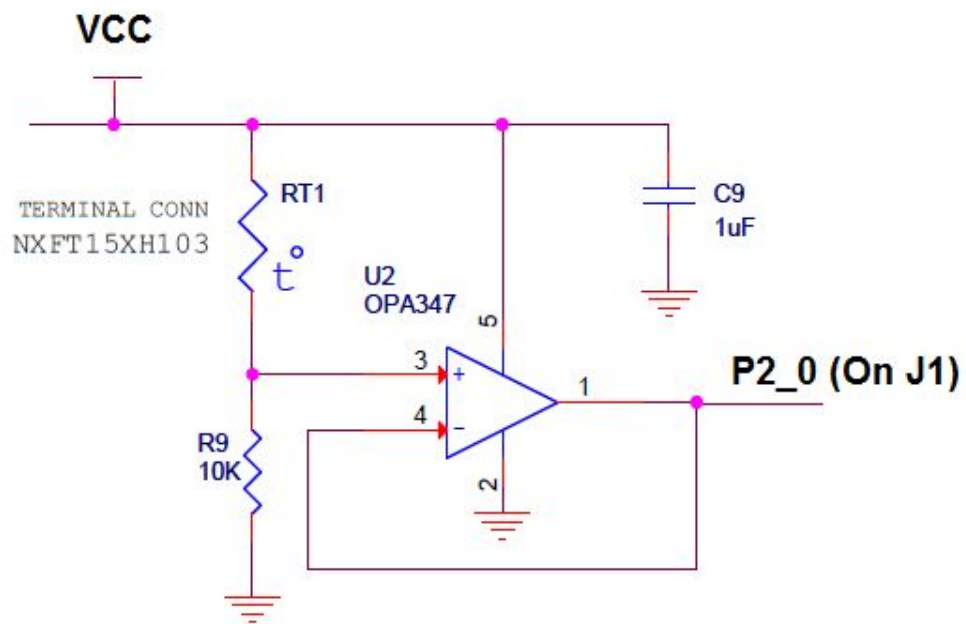 VCC
TERMINAL CONN
NXFT15XH103
RT1
t°
C9
1uF
U2
OPA347
5
3
+
4
-
1
P2_0 (On J1)
R9
10K
2